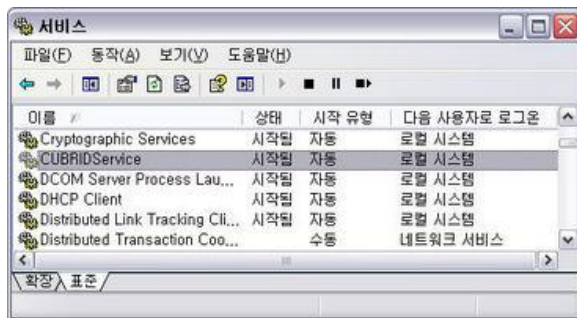 서비스
파일(F) 동작(A) 보기(V) 도움말(H)
이름 상태 시작 유형 다음 사용자로 로그온
Cryptographic Services 시작됨 자동 로컬 시스템
CUBRIDService 시작됨 자동 로컬 시스템
DCOM Server Process Lau... 시작됨 자동 로컬 시스템
DHCP Client 시작됨 자동 로컬 시스템
Distributed Link Tracking Cli... 시작됨 자동 로컬 시스템
Distributed Transaction Coo... 수동 네트워크 서비스
확장 표준